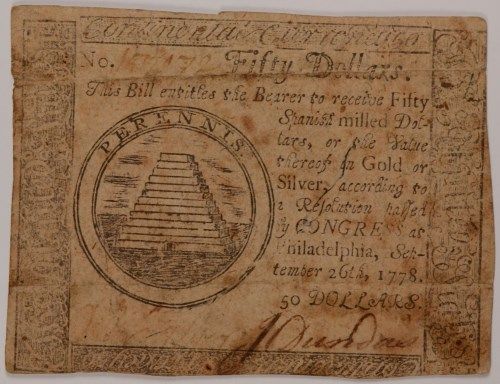 Continental Currency
No. Fifty Dollars.
This Bill entitles the Bearer to receive Fifty
Spanish milled Dol-
lars, or the Value
thereof in Gold or
Silver, according to
a Resolution passed
by CONGRESS at
Philadelphia, Sep-
tember 26th, 1778.
50 DOLLARS.
PERENNIS.